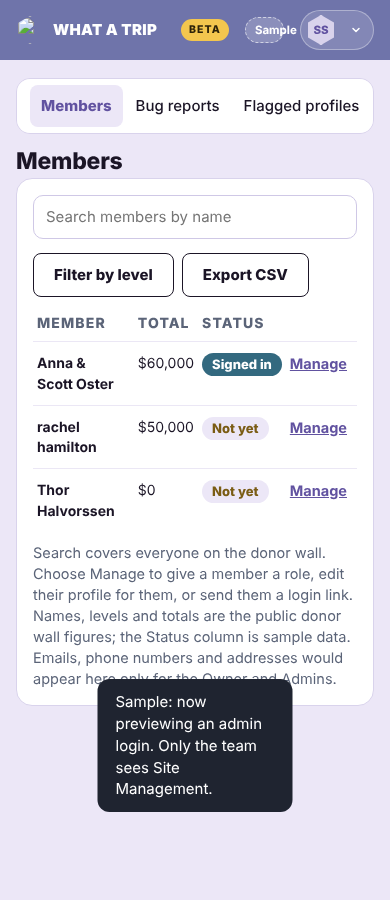 WHAT A TRIP
BETA
Sample
SS
Members
Bug reports
Flagged profiles
Members
Search members by name
Filter by level
Export CSV
MEMBER TOTAL STATUS
Anna & Scott Oster $60,000 Signed in Manage
rachel hamilton $50,000 Not yet Manage
Thor Halvorssen $0 Not yet Manage
Search covers everyone on the donor wall.
Choose Manage to give a member a role, edit
their profile for them, or send them a login link.
Names, levels and totals are the public donor
wall figures; the Status column is sample data.
Emails, phone numbers and addresses would
appear here only for the Owner and Admins.
Sample: now
previewing an admin
login. Only the team
sees Site
Management.